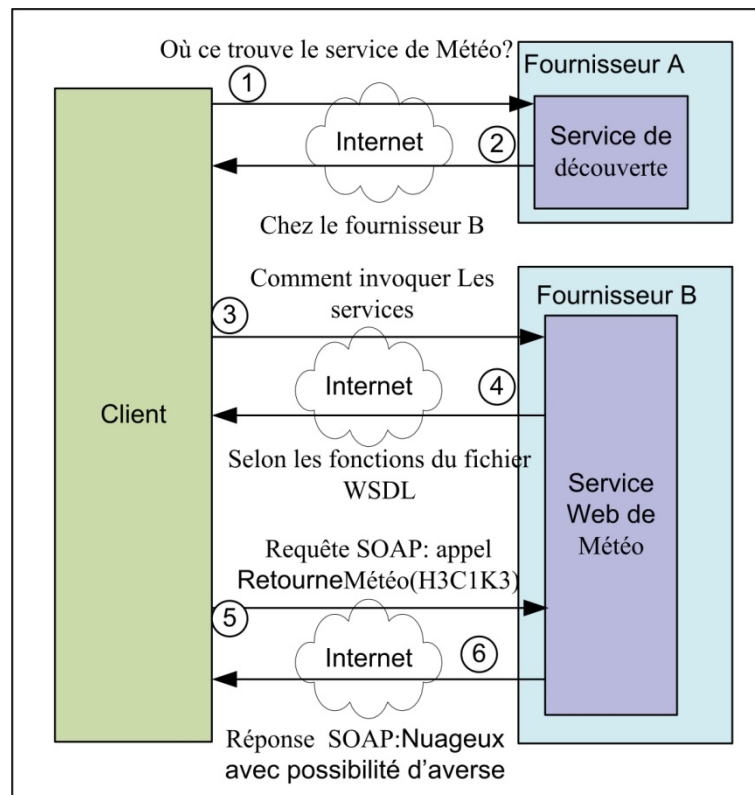 Où ce trouve le service de Météo?
Fournisseur A
1
Internet
2
Service de
découverte
Chez le fournisseur B
Comment invoquer Les
services
Fournisseur B
3
Internet
4
Client
Selon les fonctions du fichier
WSDL
Service
Web de
Météo
Requête SOAP: appel
RetourneMétéo(H3C1K3)
5
Internet
6
Réponse SOAP:Nuageux
avec possibilité d'averse